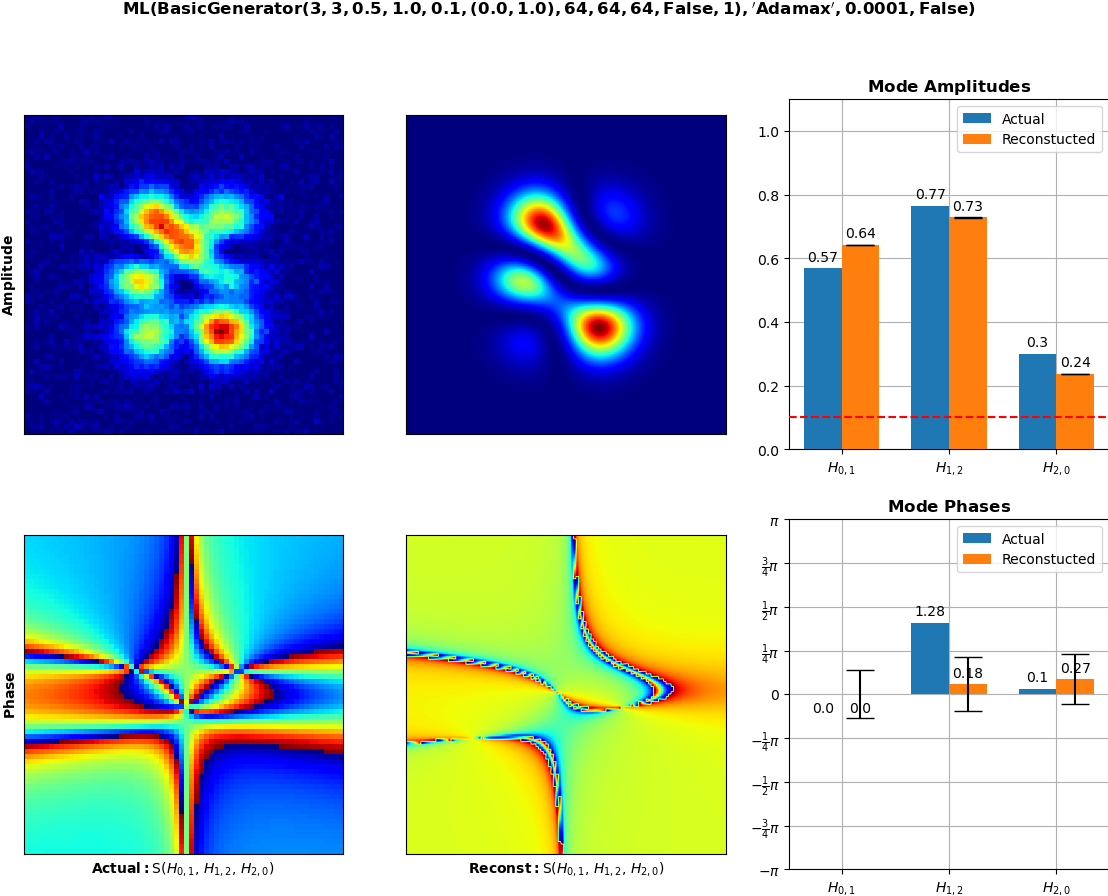 ML(BasicGenerator(3, 3, 0.5, 1.0, 0.1, (0.0, 1.0), 64, 64, 64, False, 1), ′Adamax′, 0.0001, False)
Amplitude
Mode Amplitudes
Actual
Reconstucted
1.0
0.8
0.6
0.4
0.2
0.0
0.57
0.64
0.77
0.73
0.3
0.24
H0,1
H1,2
H2,0
Phase
Actual: S(H0,1, H1,2, H2,0)
Reconst: S(H0,1, H1,2, H2,0)
Mode Phases
Actual
Reconstucted
π
3/4π
1/2π
1/4π
0
−1/4π
−1/2π
−3/4π
−π
0.0
0.0
1.28
0.18
0.1
0.27
H0,1
H1,2
H2,0